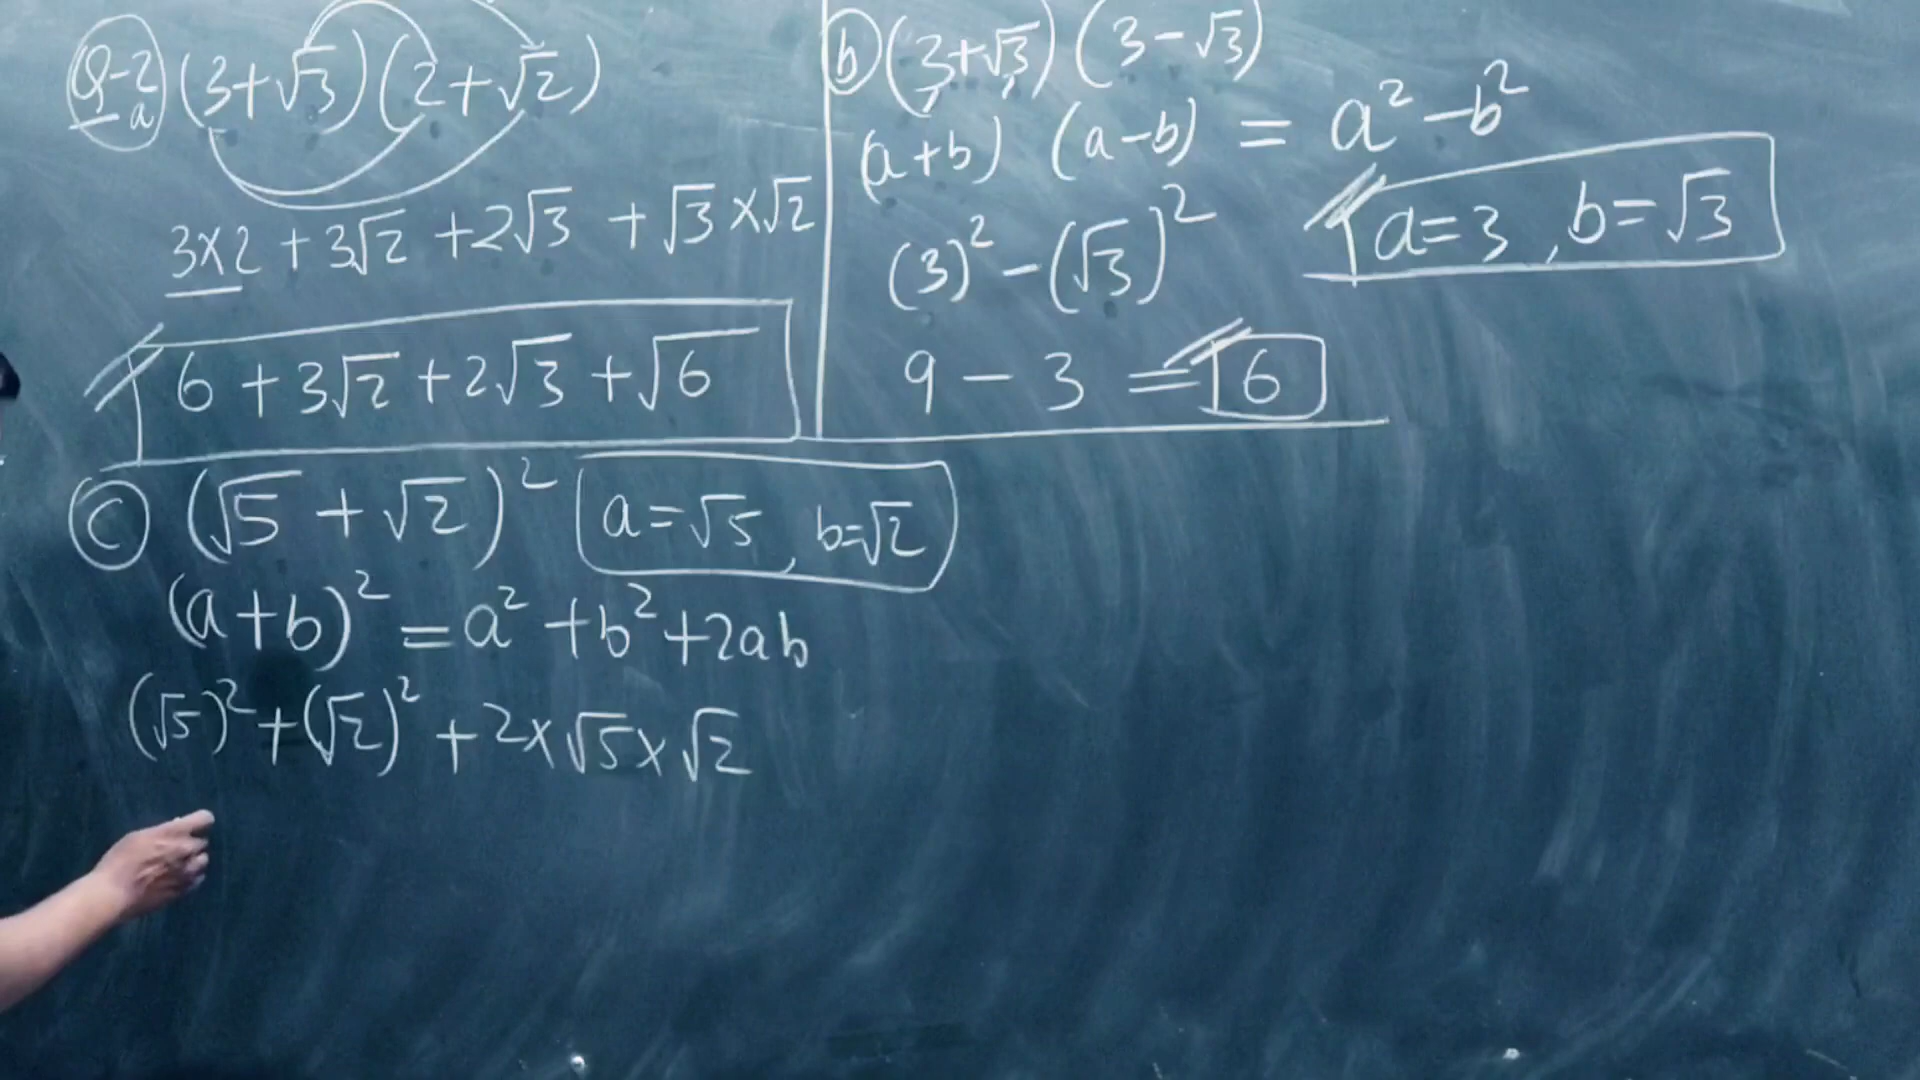 Q-2 a (3+√3)(2+√2)
3×2 + 3√2 + 2√3 + √3×√2
6 + 3√2 + 2√3 + √6
b (3+√3) (3-√3)
(a+b) (a-b) = a² - b²
a=3, b=√3
(3)² - (√3)²
9 - 3 = 6
c (√5 + √2)² a=√5, b=√2
(a+b)² = a² + b² + 2ab
(√5)² + (√2)² + 2×√5×√2